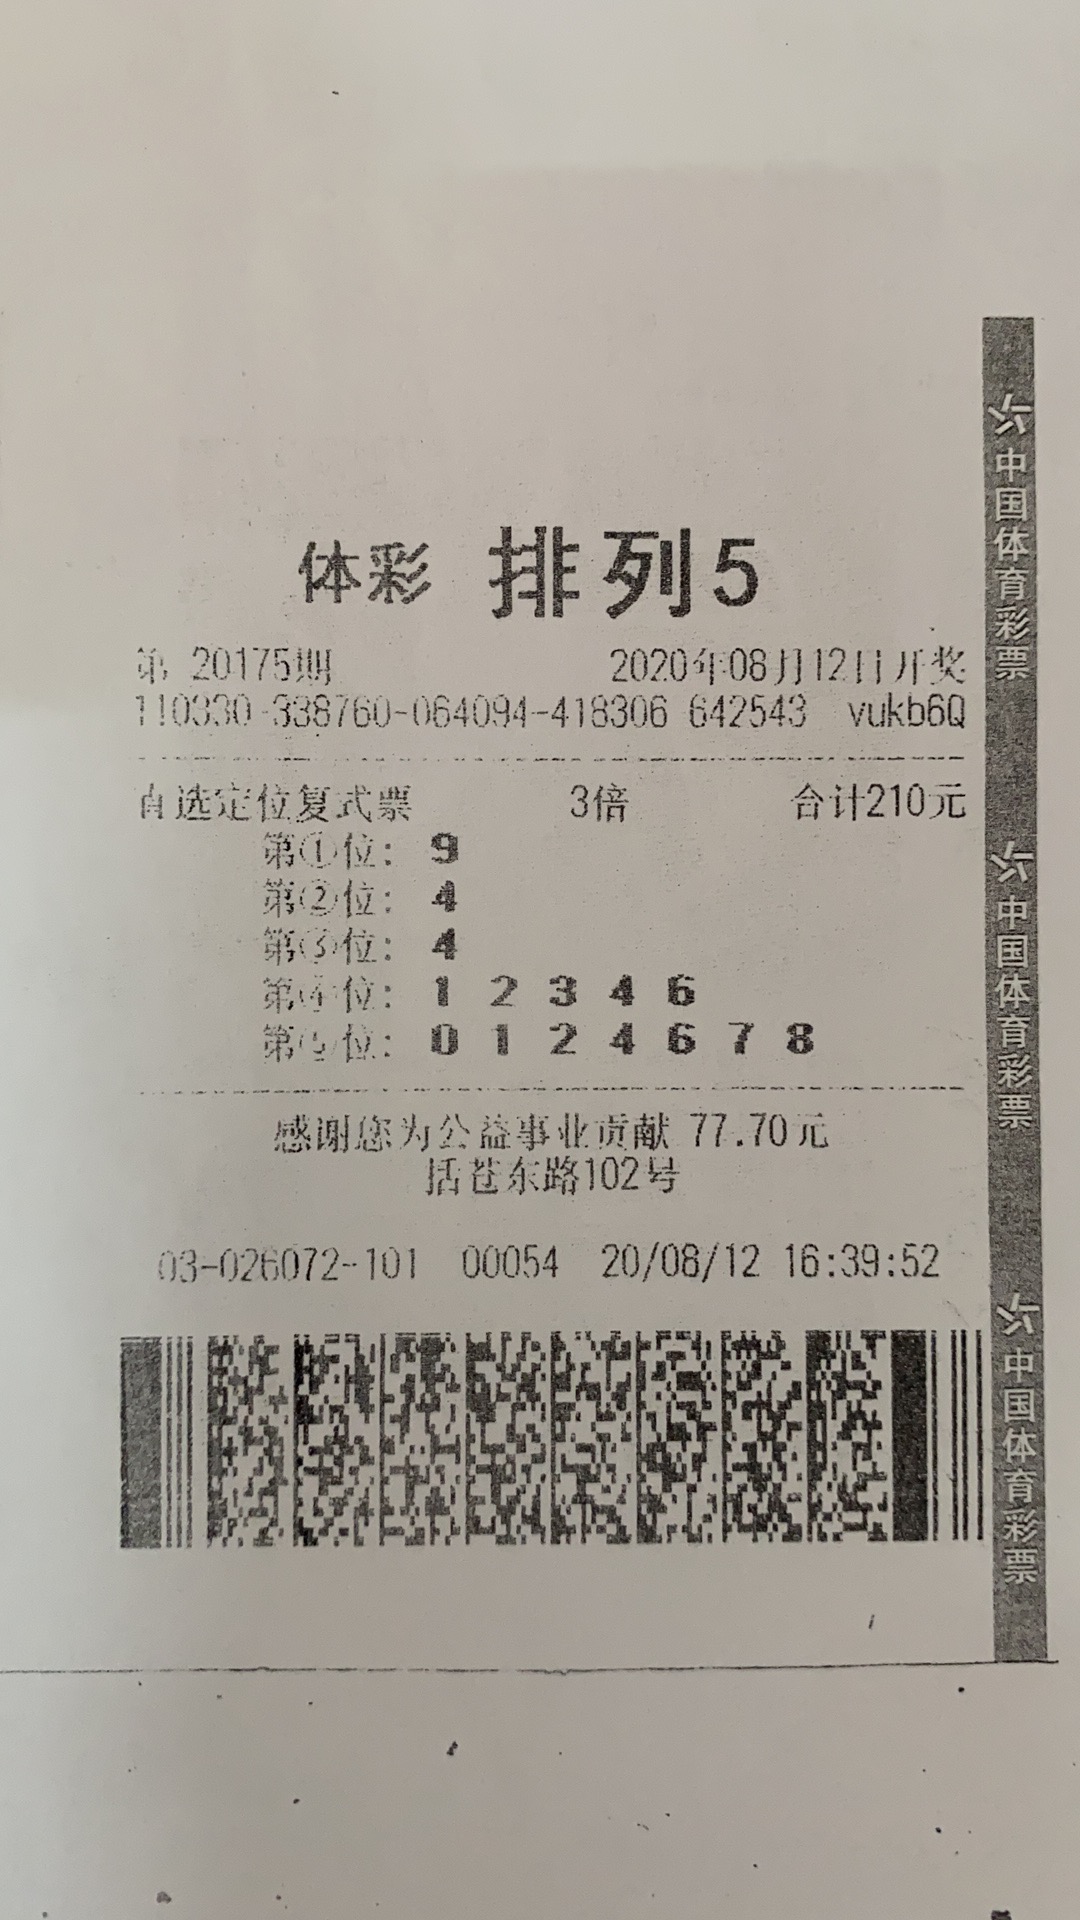 体彩 排列5
第 20175期 2020年08月12日开奖
110330-338760-064094-418306 642543 vukb6Q
直选定位复式票 3倍 合计210元
第①位: 9
第②位: 4
第③位: 4
第④位: 1 2 3 4 6
第⑤位: 0 1 2 4 6 7 8
感谢您为公益事业贡献 77.70元
括苍东路102号
03-026072-101 00054 20/08/12 16:39:52
中国体育彩票
中国体育彩票
中国体育彩票